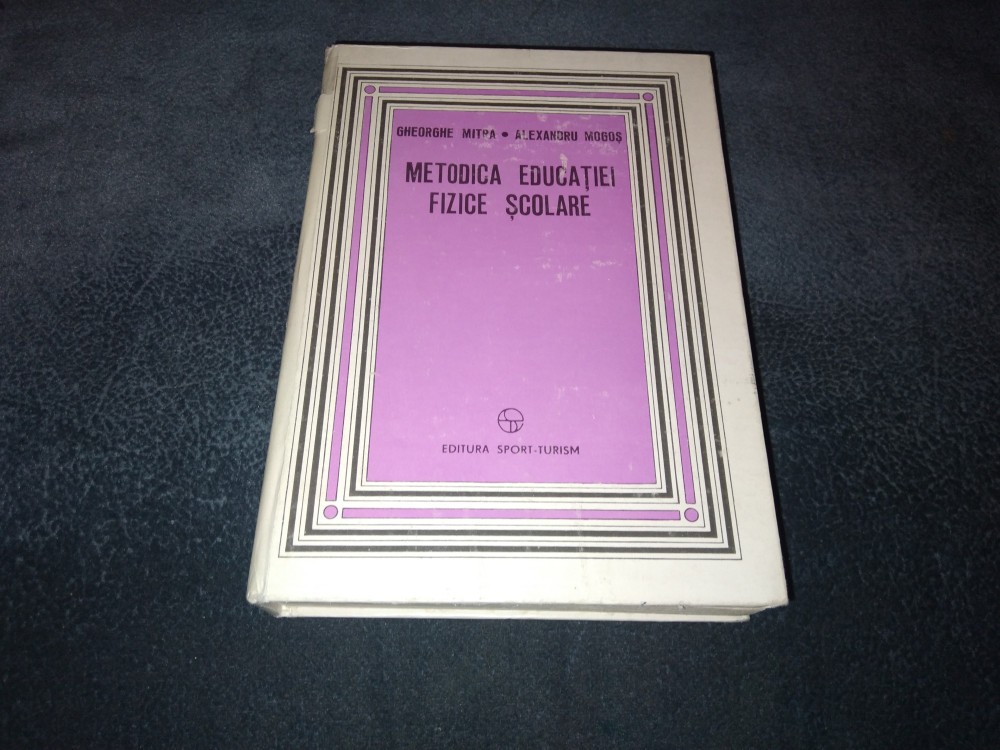 GHEORGHE MITRA • ALEXANDRU MOGOȘ
METODICA EDUCAȚIEI
FIZICE ȘCOLARE
EDITURA SPORT-TURISM